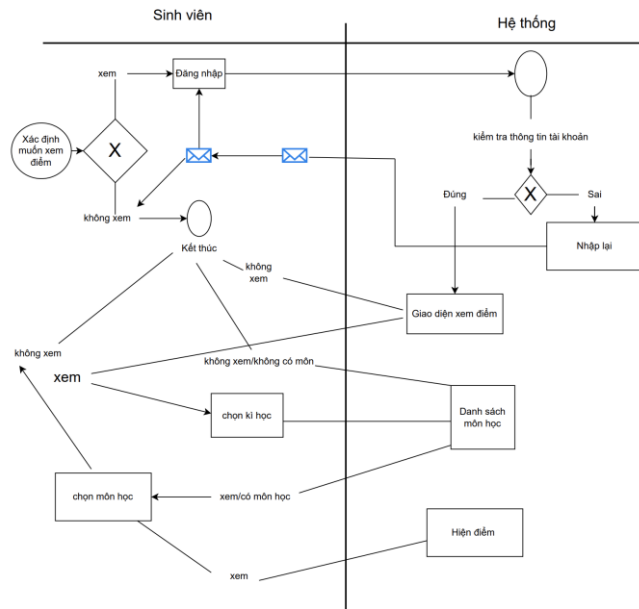 Sinh viên
Hệ thống
xem
Đăng nhập
Xác định
muốn xem
điểm
X
kiểm tra thông tin tài khoản
X
Đúng
Sai
không xem
Nhập lại
Kết thúc
không
xem
Giao diện xem điểm
không xem
không xem/không có môn
xem
chọn kì học
Danh sách
môn học
chọn môn học
xem/có môn học
Hiện điểm
xem